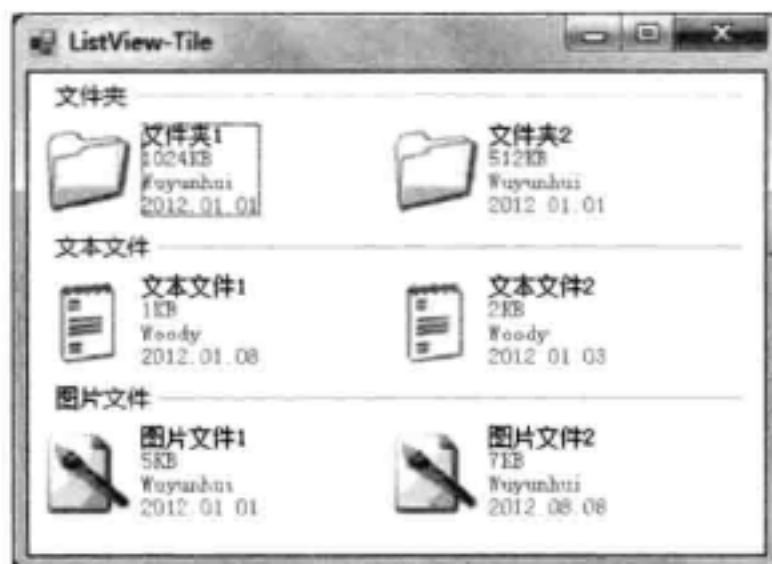 ListView-Tile
文件夹
文件夹1
1024KB
Wuyunhui
2012.01.01
文件夹2
512KB
Wuyunhui
2012.01.01
文本文件
文本文件1
1KB
Woody
2012.01.08
文本文件2
2KB
Woody
2012.01.03
图片文件
图片文件1
5KB
Wuyunhui
2012.01.01
图片文件2
7KB
Wuyunhui
2012.08.08